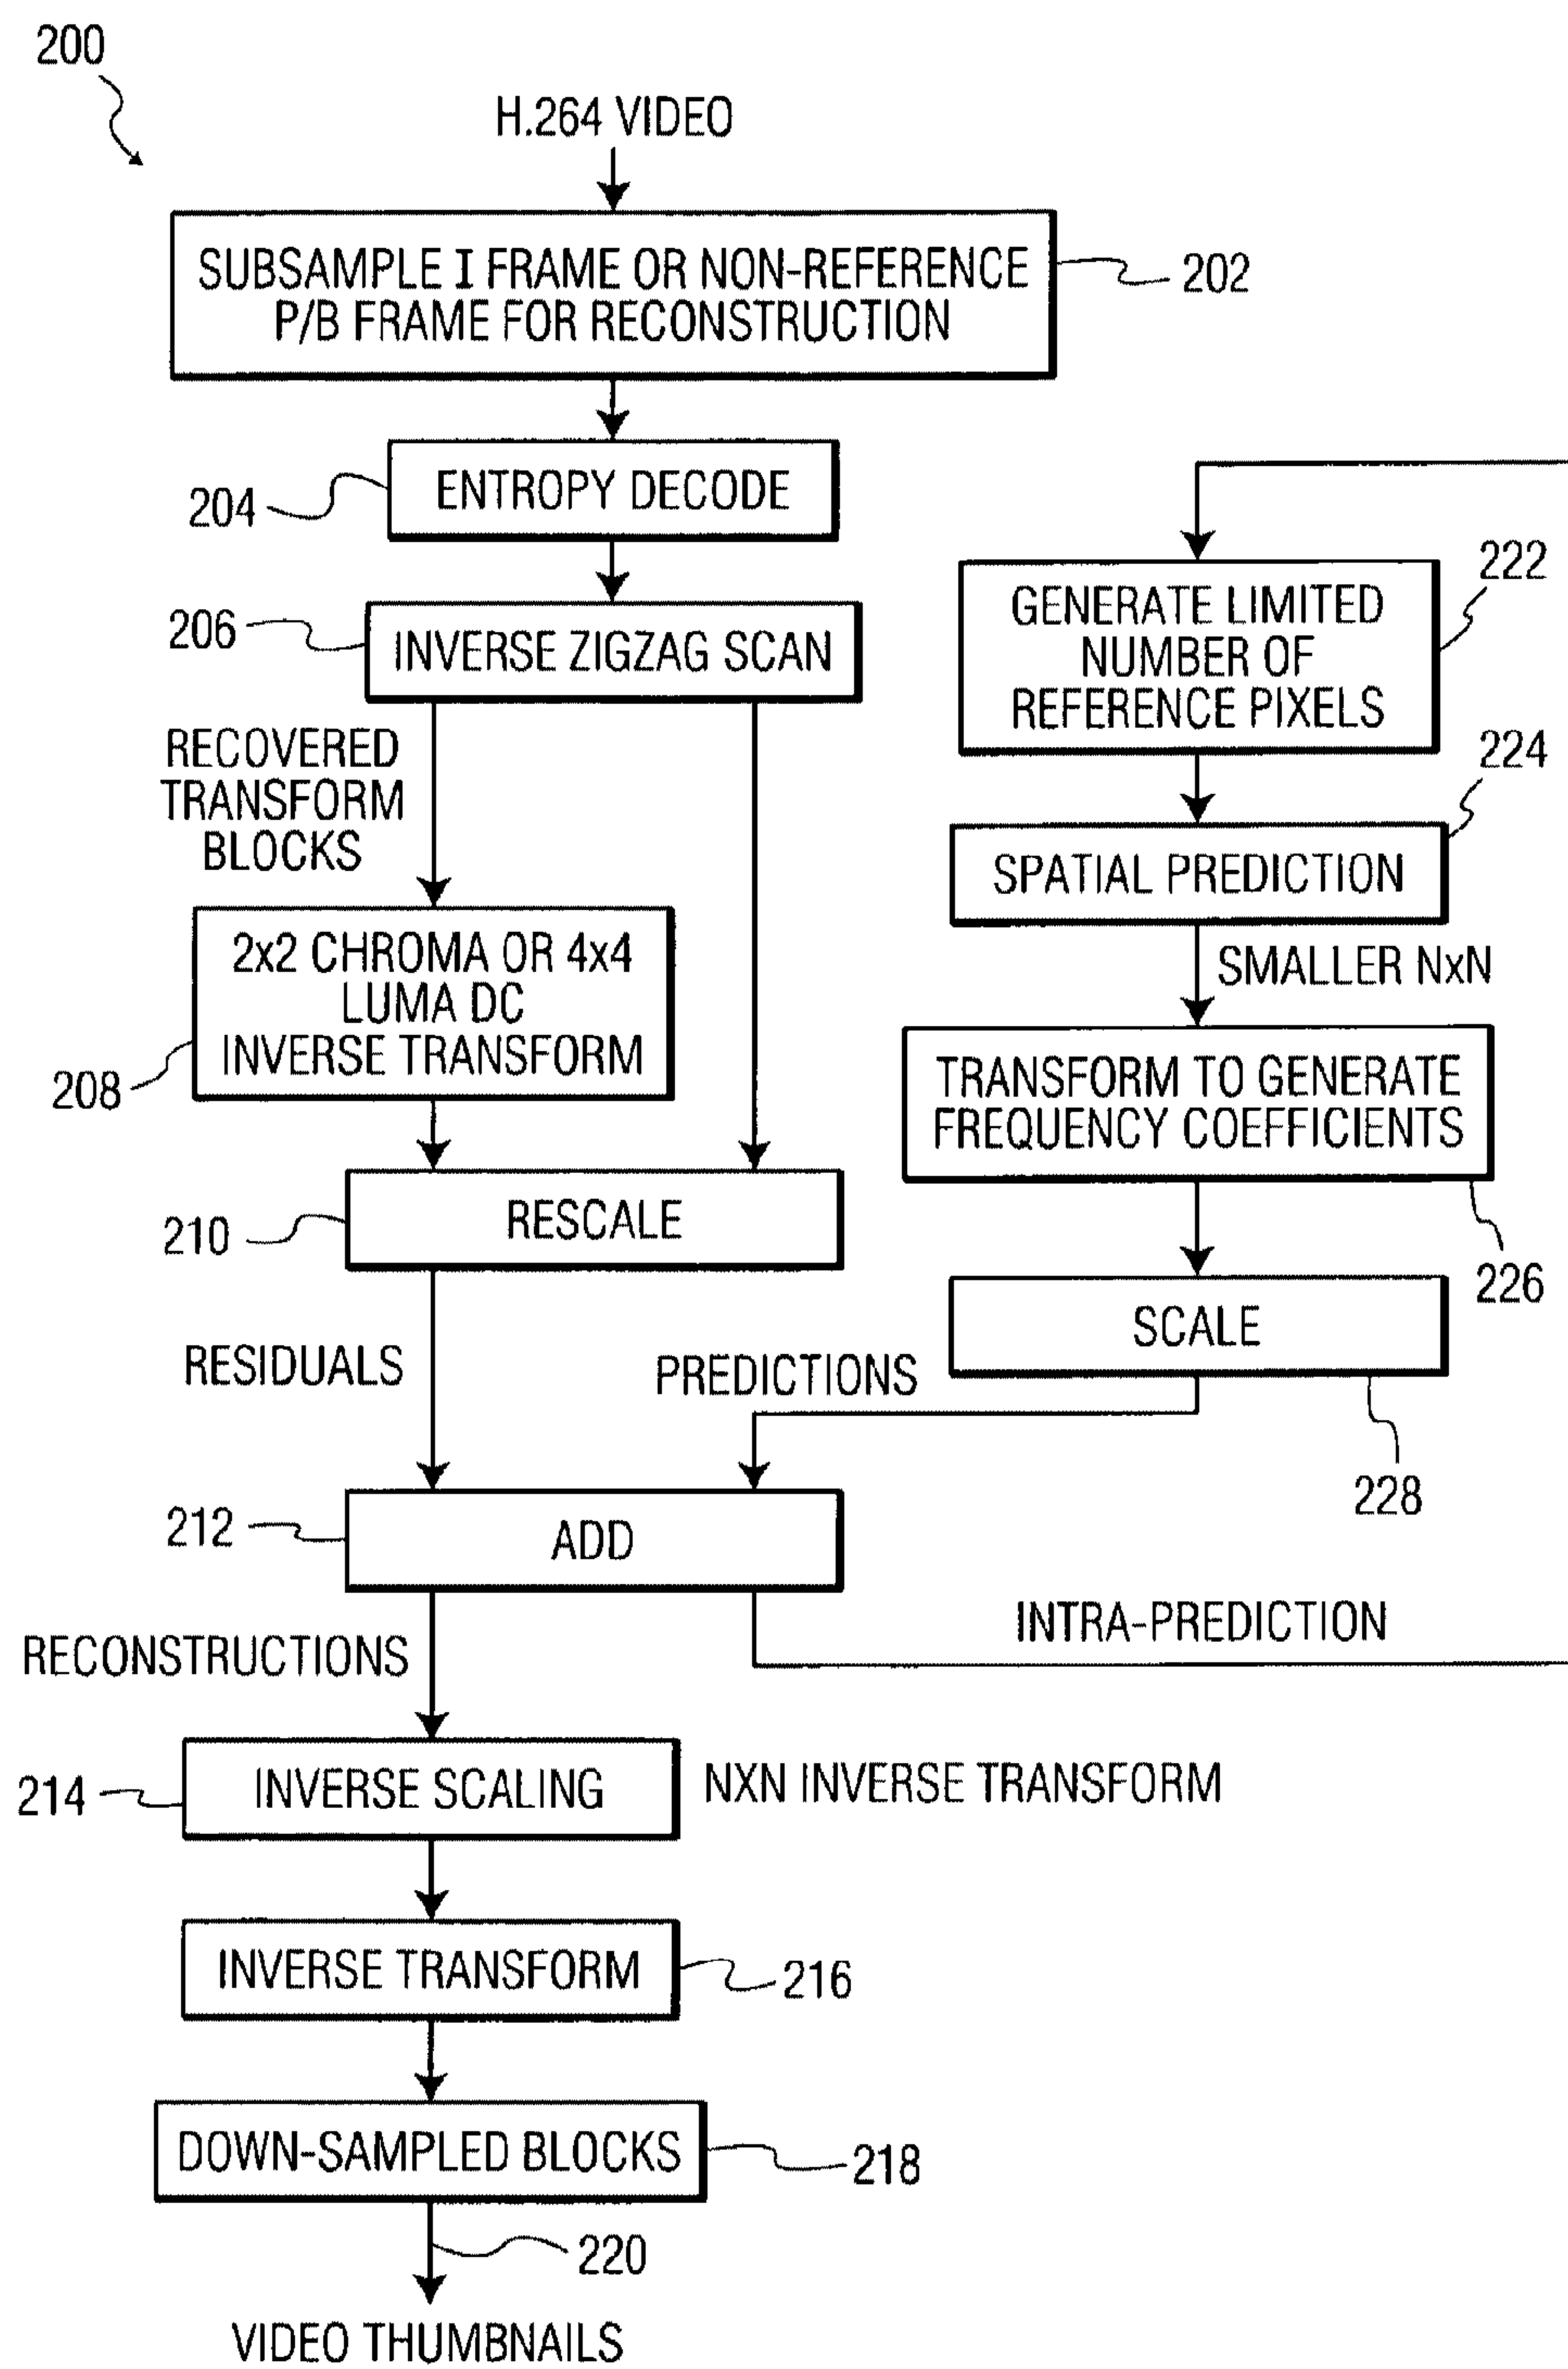 200
H.264 VIDEO
SUBSAMPLE I FRAME OR NON-REFERENCE
P/B FRAME FOR RECONSTRUCTION
202
ENTROPY DECODE
204
INVERSE ZIGZAG SCAN
206
RECOVERED
TRANSFORM
BLOCKS
2x2 CHROMA OR 4x4
LUMA DC
INVERSE TRANSFORM
208
RESCALE
210
RESIDUALS
GENERATE LIMITED
NUMBER OF
REFERENCE PIXELS
222
SPATIAL PREDICTION
224
SMALLER NxN
TRANSFORM TO GENERATE
FREQUENCY COEFFICIENTS
226
SCALE
228
PREDICTIONS
ADD
212
INTRA-PREDICTION
RECONSTRUCTIONS
INVERSE SCALING
214
NXN INVERSE TRANSFORM
INVERSE TRANSFORM
216
DOWN-SAMPLED BLOCKS
218
220
VIDEO THUMBNAILS